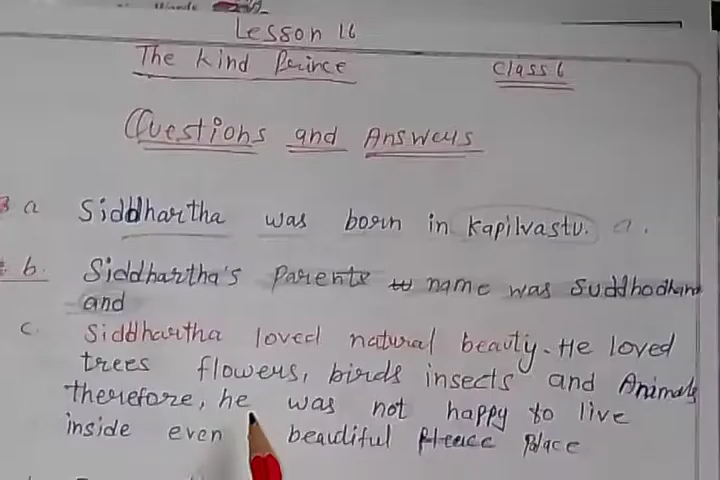 Lesson 16
The Kind Prince
Class 6
Questions and Answers
a Siddhartha was born in Kapilvastu. a.
b. Siddhartha's parents name was Suddhodhana
and
c. Siddhartha loved natural beauty. He loved
trees flowers, birds insects and Animals
therefore, he was not happy to live
inside even beautiful place